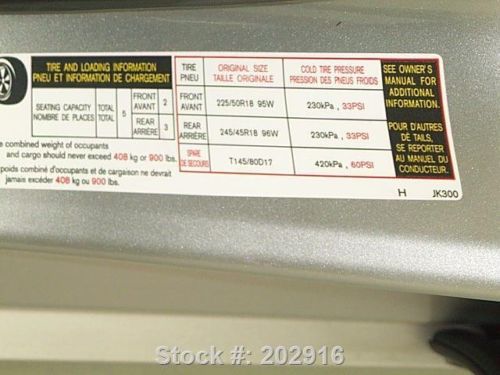 TIRE AND LOADING INFORMATION
PNEU ET INFORMATION DE CHARGEMENT
SEATING CAPACITY TOTAL 5 FRONT AVANT 2
NOMBRE DE PLACES TOTAL REAR ARRIÈRE 3
combined weight of occupants
and cargo should never exceed 408 kg or 900 lbs.
poids combiné d'occupants et de cargaison ne devrait
jamais excéder 408 kg ou 900 lbs.
TIRE PNEU
ORIGINAL SIZE
TAILLE ORIGINALE
COLD TIRE PRESSURE
PRESSION DES PNEUS FROIDS
FRONT AVANT 225/50R18 95W 230kPa , 33PSI
REAR ARRIÈRE 245/45R18 96W 230kPa , 33PSI
SPARE DE SECOURS T145/80D17 420kPa , 60PSI
SEE OWNER'S
MANUAL FOR
ADDITIONAL
INFORMATION.
POUR D'AUTRES
DE TAILS,
SE REPORTER
AU MANUEL DU
CONDUCTEUR.
H JK300
Stock #: 202916